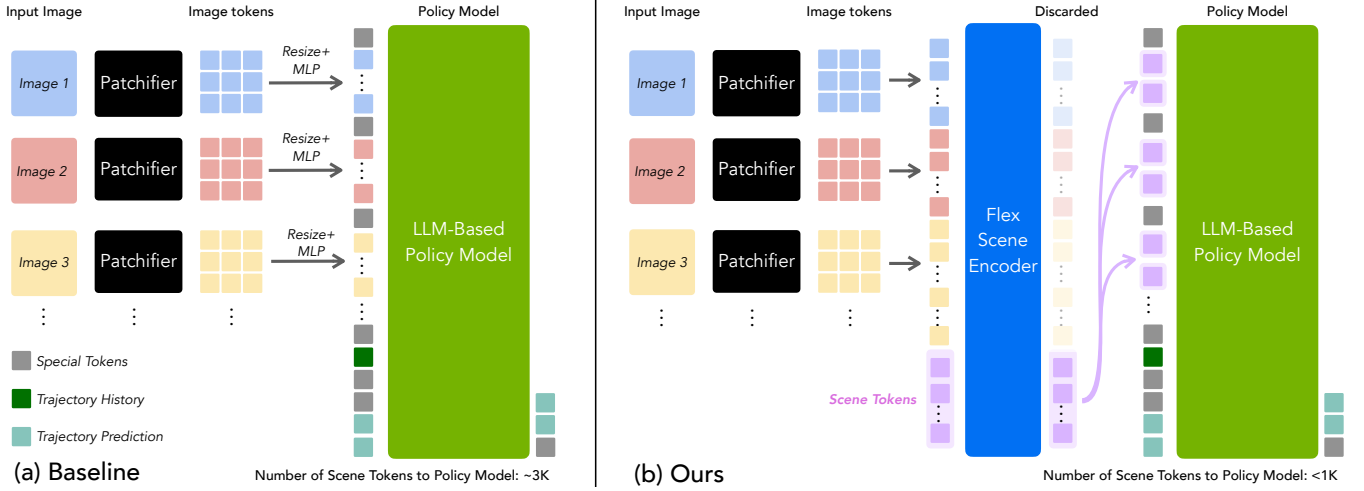 Input Image
Image tokens
Policy Model
Image 1
Patchifier
Resize+
MLP
Image 2
Patchifier
Resize+
MLP
Image 3
Patchifier
Resize+
MLP
LLM-Based
Policy Model
Special Tokens
Trajectory History
Trajectory Prediction
(a) Baseline
Number of Scene Tokens to Policy Model: ~3K
Input Image
Image tokens
Discarded
Policy Model
Image 1
Patchifier
Image 2
Patchifier
Image 3
Patchifier
Flex
Scene
Encoder
LLM-Based
Policy Model
Scene Tokens
(b) Ours
Number of Scene Tokens to Policy Model: <1K